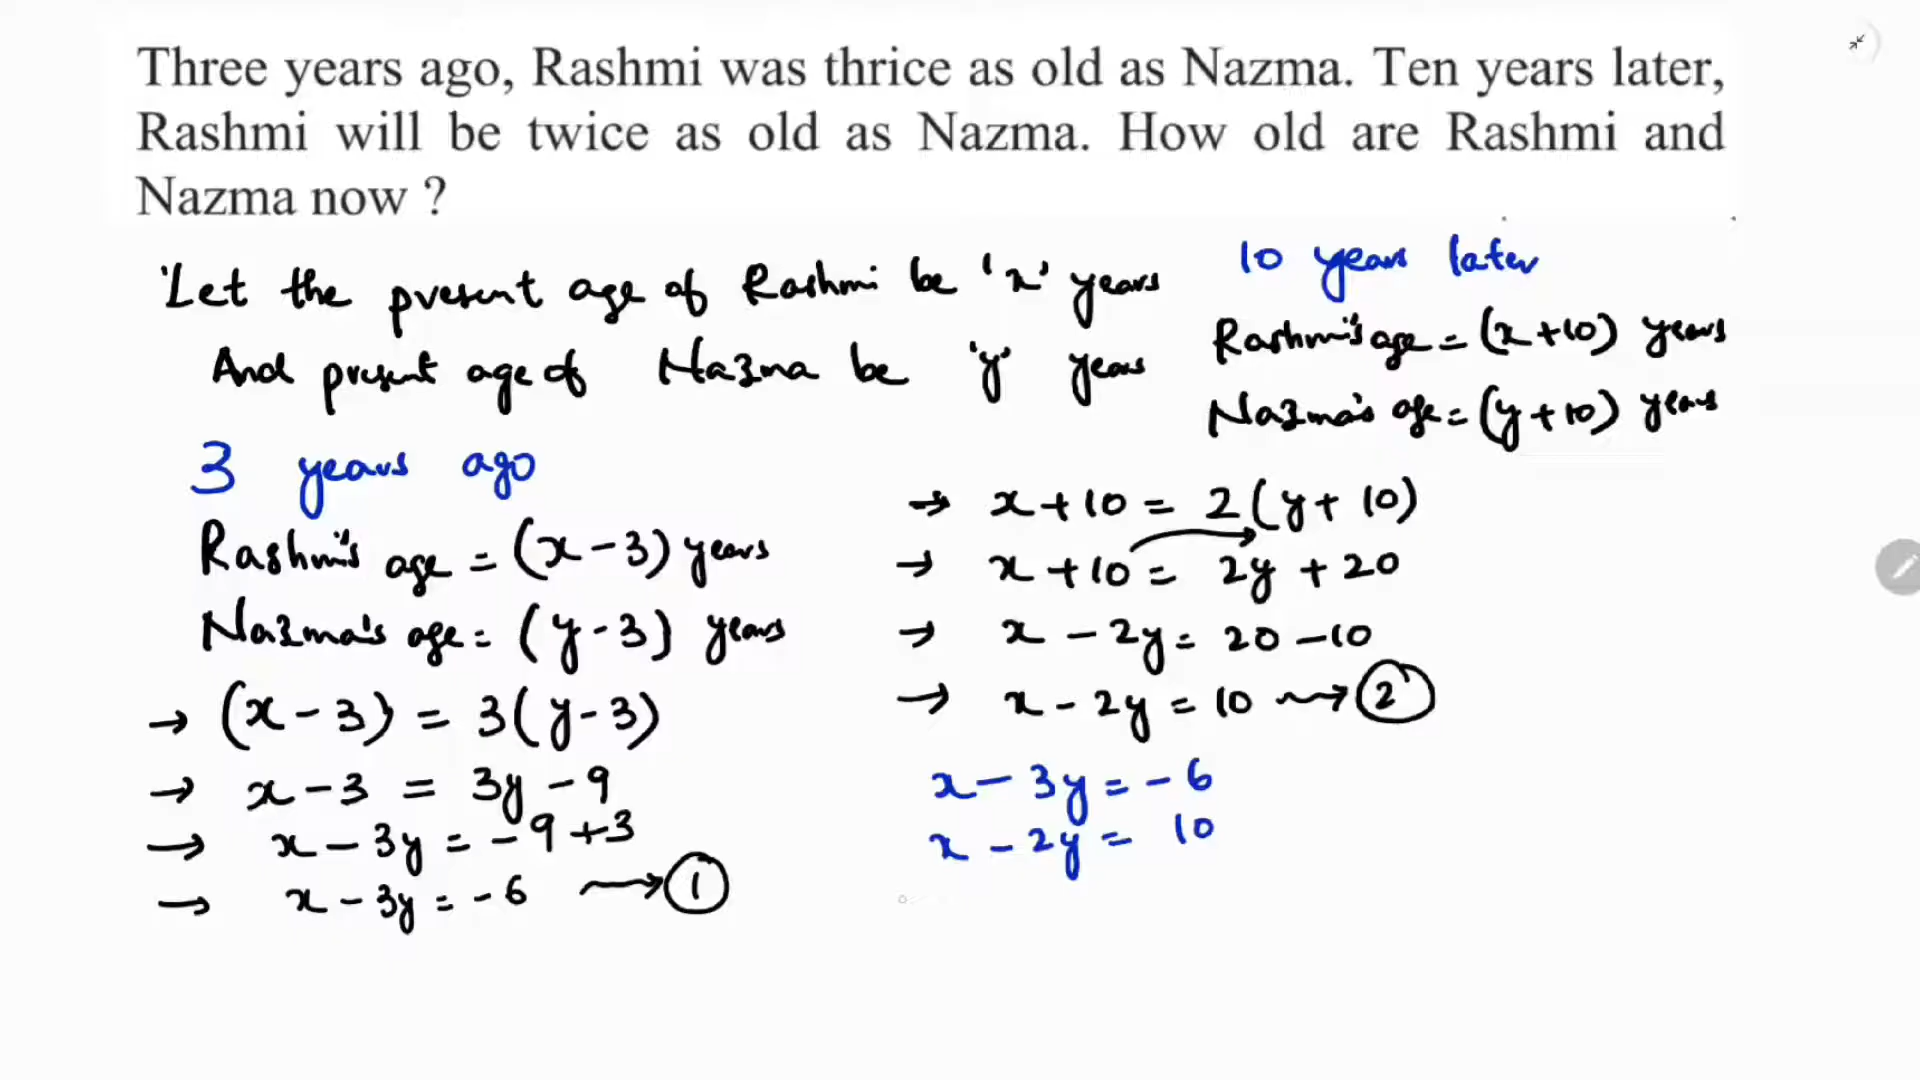 Three years ago, Rashmi was thrice as old as Nazma. Ten years later,
Rashmi will be twice as old as Nazma. How old are Rashmi and
Nazma now ?
Let the present age of Rashmi be 'x' years
And present age of Nazma be 'y' years
3 years ago
Rashmi's age = (x-3) years
Nazma's age = (y-3) years
→ (x-3) = 3(y-3)
→ x-3 = 3y-9
→ x-3y = -9+3
→ x-3y = -6 → ①
10 years later
Rashmi's age = (x+10) years
Nazma's age = (y+10) years
→ x+10 = 2(y+10)
→ x+10 = 2y+20
→ x-2y = 20-10
→ x-2y = 10 → ②
x-3y = -6
x-2y = 10